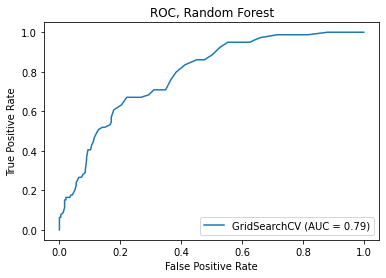 ROC, Random Forest
1.0
0.8
0.6
0.4
0.2
0.0
True Positive Rate
GridSearchCV (AUC = 0.79)
0.0 0.2 0.4 0.6 0.8 1.0
False Positive Rate